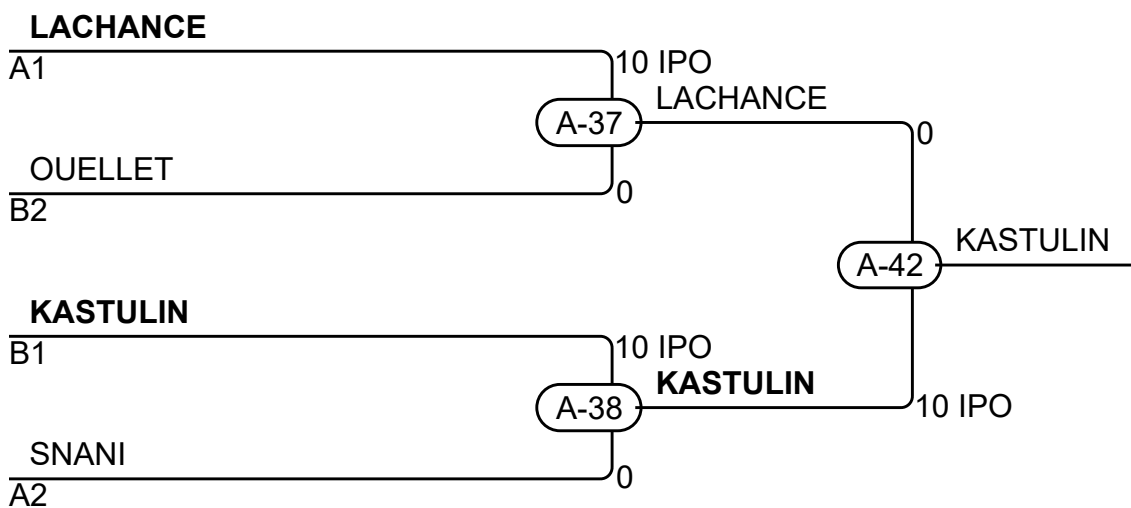 LACHANCE
A1
10 IPO
LACHANCE
A-37
0
OUELLET
B2
0
KASTULIN
A-42
KASTULIN
B1
10 IPO
KASTULIN
A-38
10 IPO
SNANI
A2
0